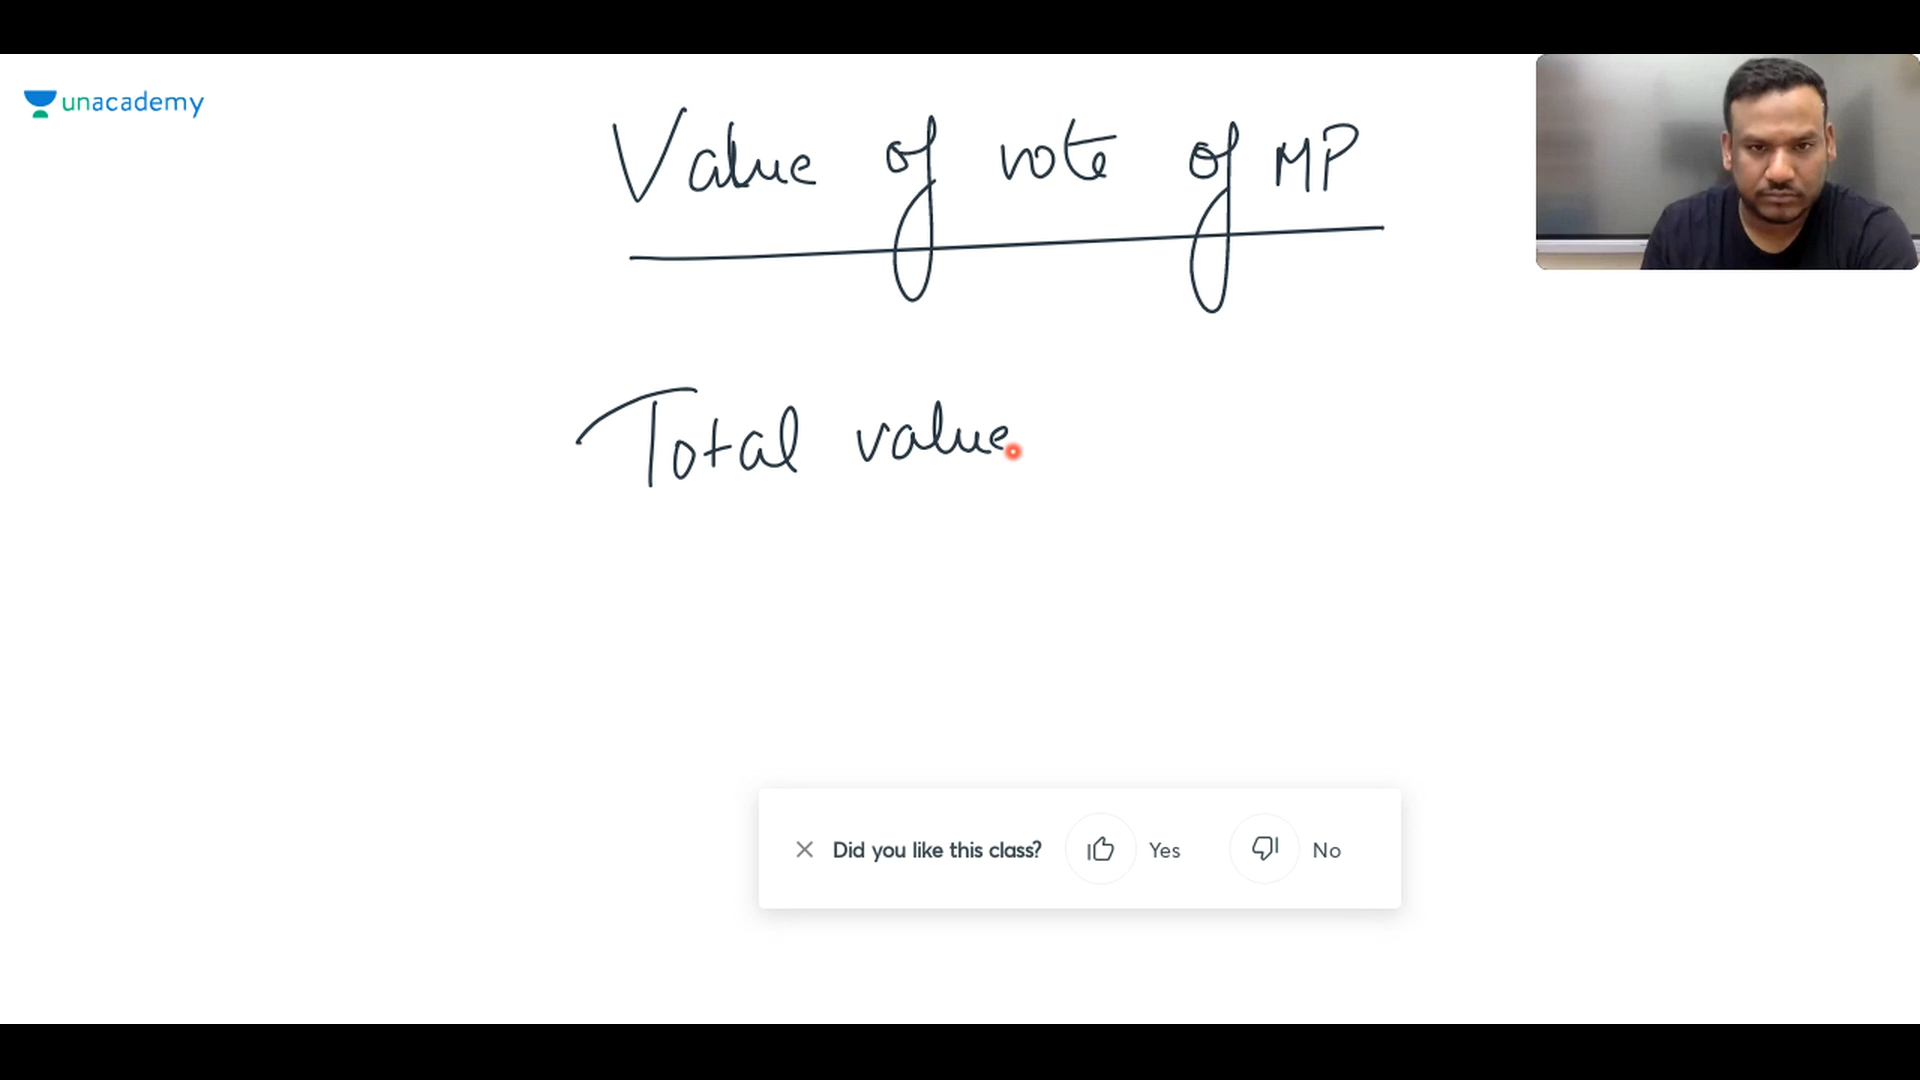 unacademy
Value of vote of MP
Total value
Did you like this class? Yes No